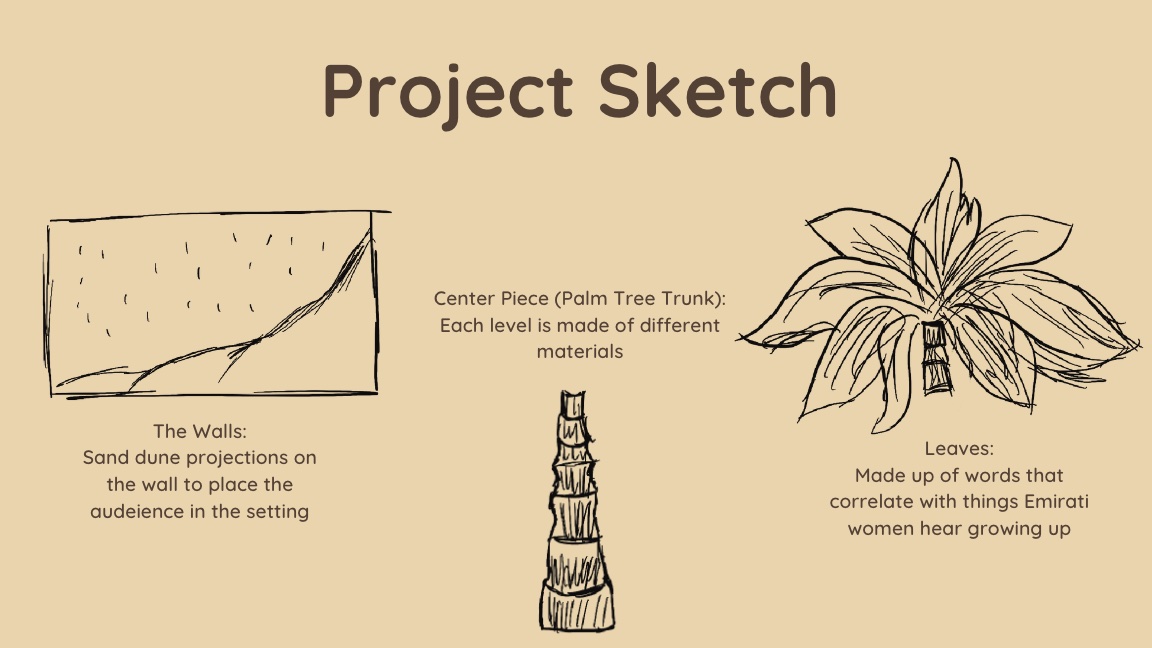 Project Sketch
Center Piece (Palm Tree Trunk):
Each level is made of different
materials
The Walls:
Sand dune projections on
the wall to place the
audeience in the setting
Leaves:
Made up of words that
correlate with things Emirati
women hear growing up